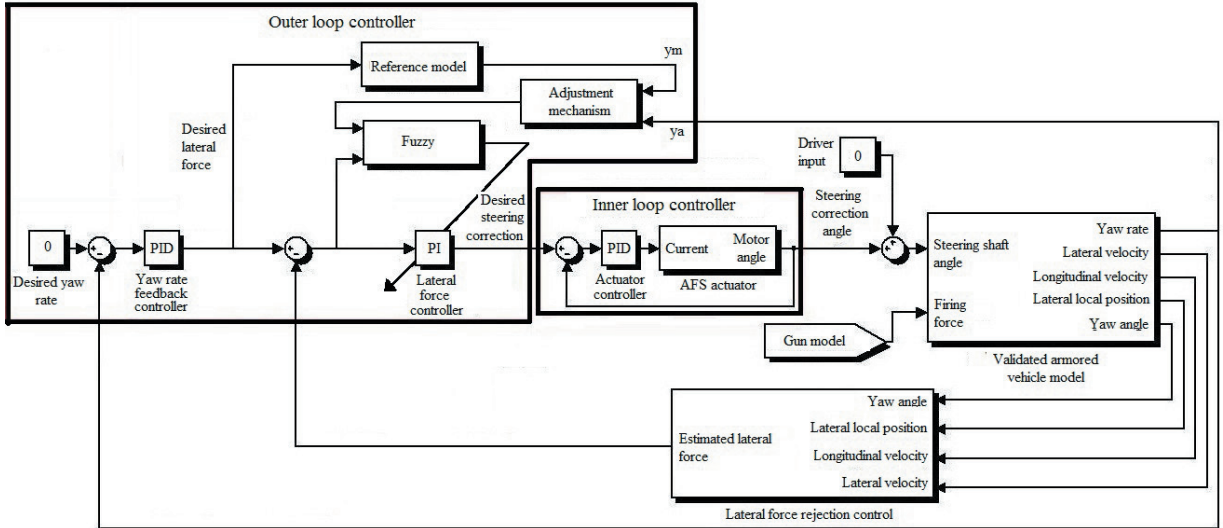 Outer loop controller
Reference model
ym
Adjustment
mechanism
ya
Desired
lateral
force
Fuzzy
Driver
input
0
Desired
steering
correction
Inner loop controller
Steering
correction
angle
0
Desired yaw
rate
PID
Yaw rate
feedback
controller
PI
Lateral
force
controller
PID
Actuator
controller
Current
Motor
angle
AFS actuator
Steering shaft
angle
Firing
force
Yaw rate
Lateral velocity
Longitudinal velocity
Lateral local position
Yaw angle
Validated armored
vehicle model
Gun model
Estimated lateral
force
Yaw angle
Lateral local position
Longitudinal velocity
Lateral velocity
Lateral force rejection control